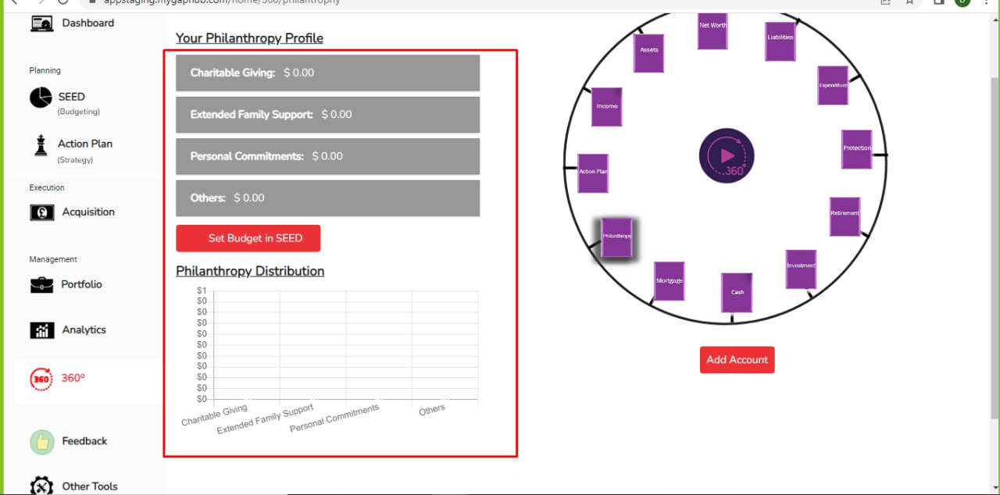 appstaging.mygaphub.com/home/360/philanthropy
Dashboard
Planning
SEED
(Budgeting)
Action Plan
(Strategy)
Execution
Acquisition
Management
Portfolio
Analytics
360
360º
Feedback
Other Tools
Your Philanthropy Profile
Charitable Giving: $ 0.00
Extended Family Support: $ 0.00
Personal Commitments: $ 0.00
Others: $ 0.00
Set Budget in SEED
Philanthropy Distribution
$1
$0
$0
$0
$0
$0
$0
$0
$0
$0
$0
Charitable Giving
Extended Family Support
Personal Commitments
Others
Net Worth
Liabilities
Expenditure
Protection
Retirement
Investment
Cash
Mortgage
Philanthropy
Action Plan
Income
Assets
360°
Add Account